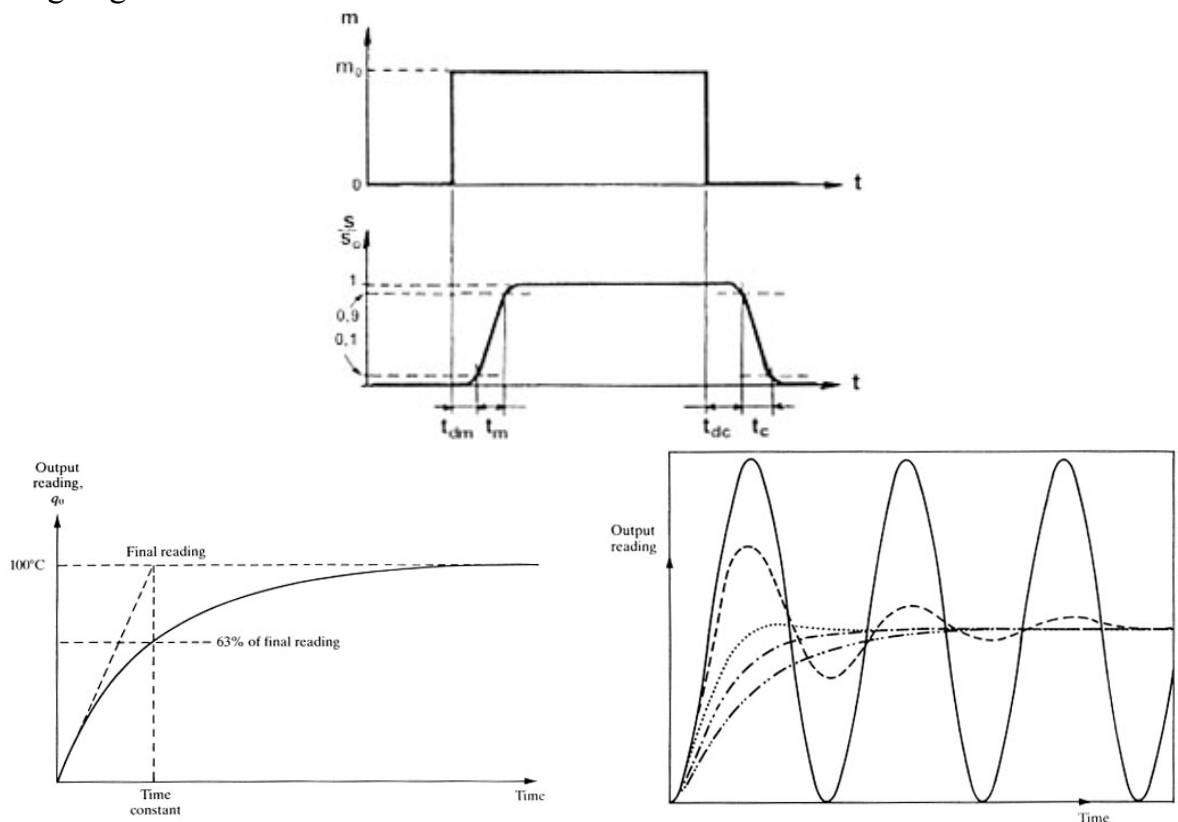 m
m₀
0
t
s
s₀
1
0,9
0,1
t
t_dm
t_m
t_dc
t_c
Output
reading,
q₀
100°C
Final reading
63% of final reading
Time
constant
Time
Output
reading
Time